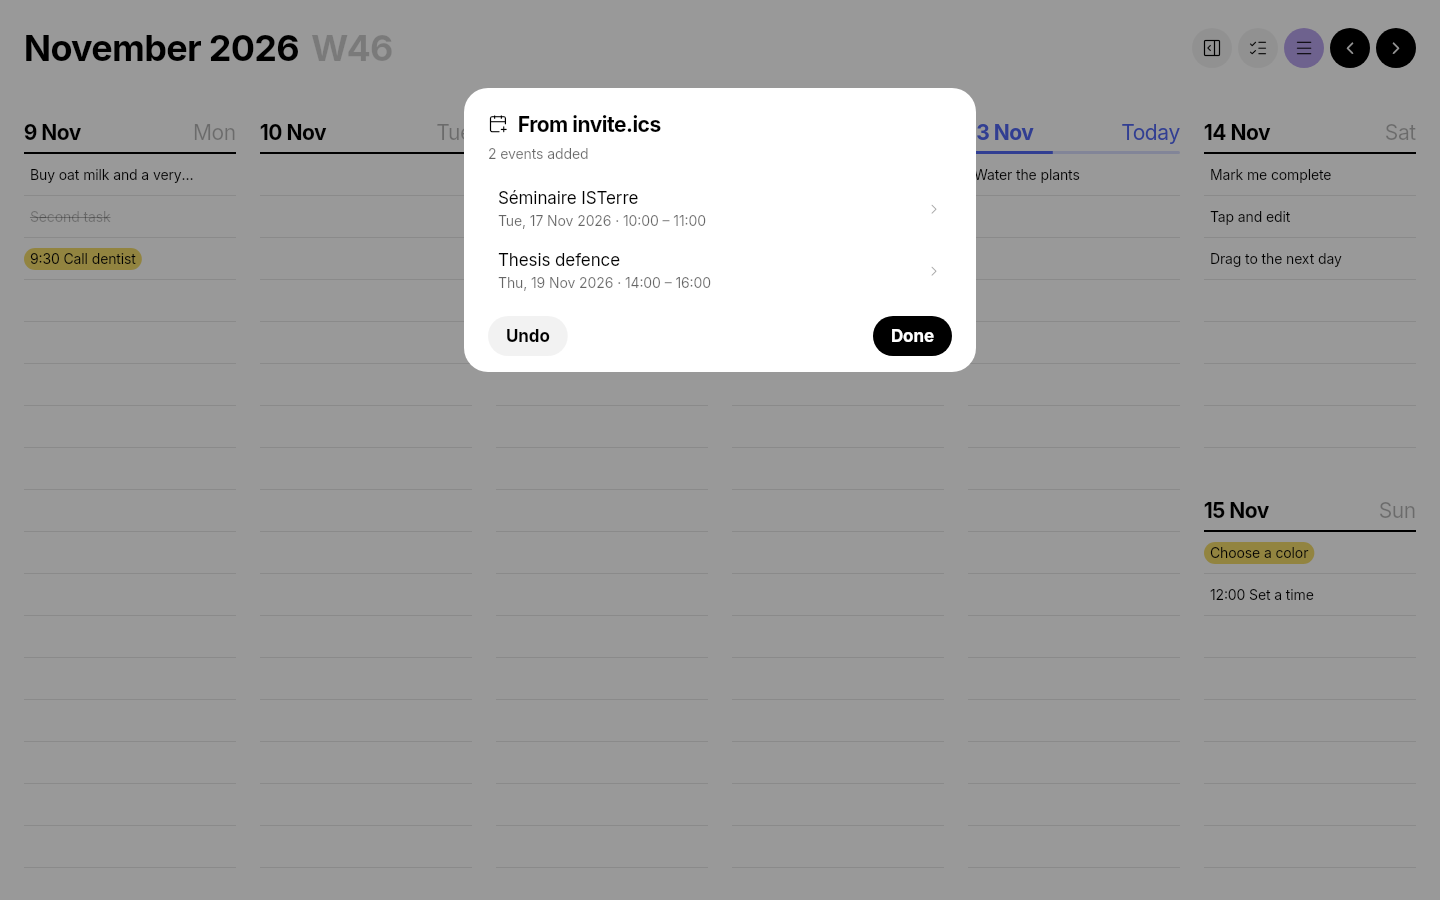 November 2026 W46
9 Nov Mon
Buy oat milk and a very...
Second task
9:30 Call dentist
10 Nov
From invite.ics
2 events added
Séminaire ISTerre
Tue, 17 Nov 2026 · 10:00 – 11:00
Thesis defence
Thu, 19 Nov 2026 · 14:00 – 16:00
Undo
Done
3 Nov Today
Water the plants
14 Nov Sat
Mark me complete
Tap and edit
Drag to the next day
15 Nov Sun
Choose a color
12:00 Set a time